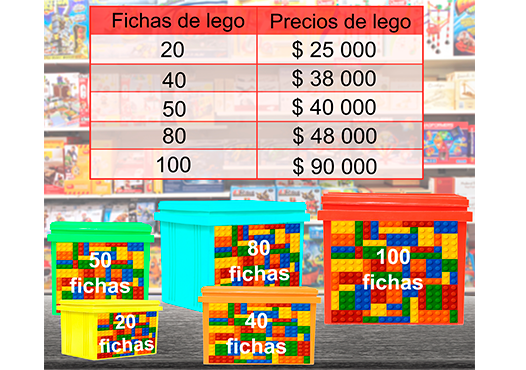 Fichas de lego Precios de lego
20 $ 25 000
40 $ 38 000
50 $ 40 000
80 $ 48 000
100 $ 90 000
50
fichas
80
fichas
100
fichas
20
fichas
40
fichas